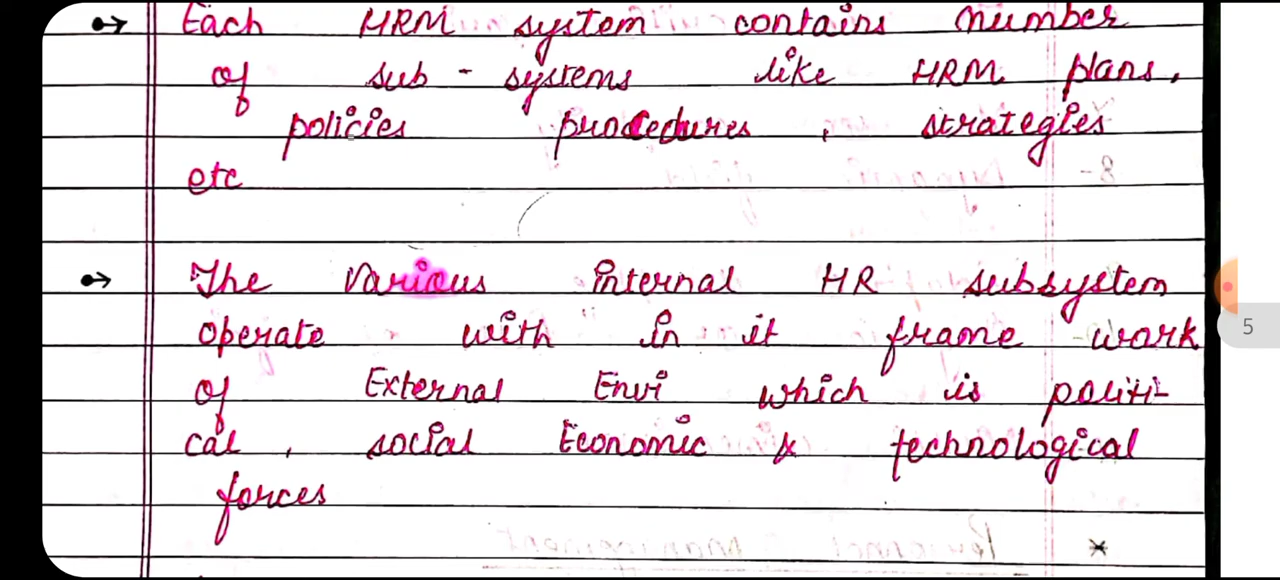 Each HRM system contains number
of sub - systems like HRM plans,
policies procedures , strategies
etc
The various internal HR subsystem
operate with in it frame work
of External Envi which is politi-
cal , social Economic & technological
forces
5